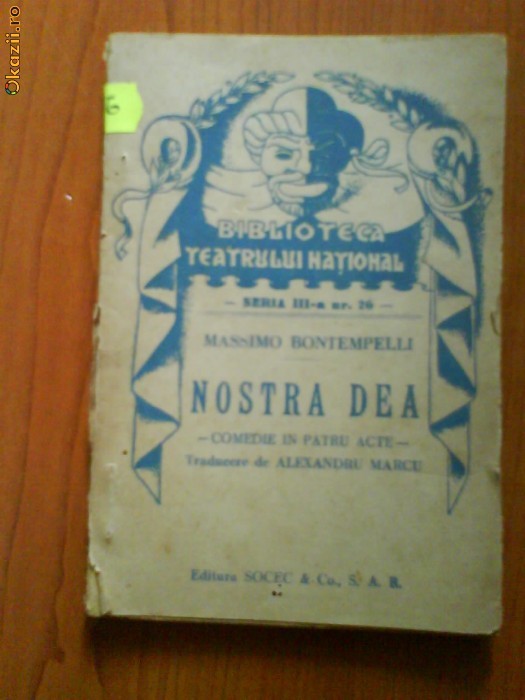 Okazii.ro
6
BIBLIOTECA
TEATRULUI NAȚIONAL
— SERIA III-a nr. 26 —
MASSIMO BONTEMPELLI
NOSTRA DEA
— COMEDIE IN PATRU ACTE —
Traducere de ALEXANDRU MARCU
Editura SOCEC & Co., S. A. R.